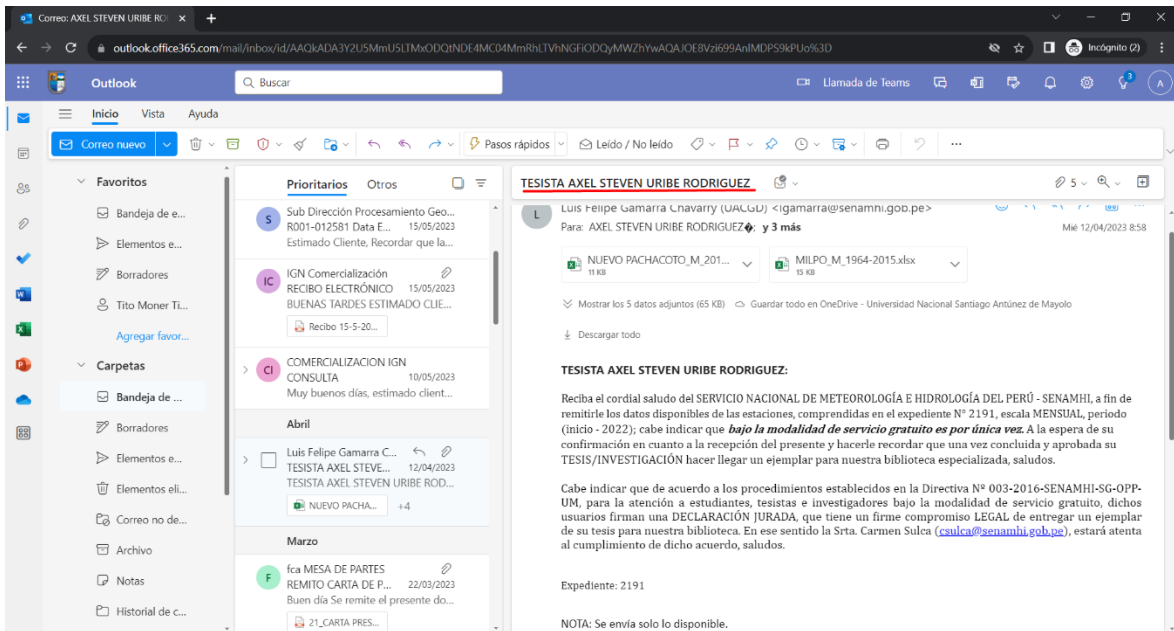 Correo: AXEL STEVEN URIBE RO
outlook.office365.com/mail/inbox/id/AAQkADA3Y2U5MmU5LTMxODQtNDE4MC04MmRhLTVhNGFiODQyMWZhYwAQAJOE8Vzi699AnIMDPS9kPUo%3D
Incógnito (2)
Outlook
Buscar
Llamada de Teams
3
A
Inicio Vista Ayuda
Correo nuevo
Pasos rápidos
Leído / No leído
Favoritos
Bandeja de e...
Elementos e...
Borradores
Tito Moner Ti...
Agregar favor...
Carpetas
Bandeja de ...
Borradores
Elementos e...
Elementos eli...
Correo no de...
Archivo
Notas
Historial de c...
Prioritarios Otros
S
Sub Dirección Procesamiento Geo...
R001-012581 Data E... 15/05/2023
Estimado Cliente, Recordar que la...
IC
IGN Comercialización
RECIBO ELECTRÓNICO 15/05/2023
BUENAS TARDES ESTIMADO CLIE...
Recibo 15-5-20...
CI
COMERCIALIZACION IGN
CONSULTA 10/05/2023
Muy buenos días, estimado client...
Abril
Luis Felipe Gamarra C...
TESISTA AXEL STEVE... 12/04/2023
TESISTA AXEL STEVEN URIBE ROD...
NUEVO PACHA... +4
Marzo
F
fca MESA DE PARTES
REMITO CARTA DE P... 22/03/2023
Buen día Se remite el presente do...
21_CARTA PRES...
TESISTA AXEL STEVEN URIBE RODRIGUEZ
5
L
Luis Felipe Gamarra Chavarry (UACGD) <lgamarra@senamhi.gob.pe>
Para: AXEL STEVEN URIBE RODRIGUEZ�; y 3 más
Mié 12/04/2023 8:58
NUEVO PACHACOTO_M_201...
11 KB
MILPO_M_1964-2015.xlsx
15 KB
Mostrar los 5 datos adjuntos (65 KB) Guardar todo en OneDrive - Universidad Nacional Santiago Antúnez de Mayolo
Descargar todo
TESISTA AXEL STEVEN URIBE RODRIGUEZ:
Reciba el cordial saludo del SERVICIO NACIONAL DE METEOROLOGÍA E HIDROLOGÍA DEL PERÚ - SENAMHI, a fin de
remitirle los datos disponibles de las estaciones, comprendidas en el expediente N° 2191, escala MENSUAL, periodo
(inicio - 2022); cabe indicar que bajo la modalidad de servicio gratuito es por única vez. A la espera de su
confirmación en cuanto a la recepción del presente y hacerle recordar que una vez concluida y aprobada su
TESIS/INVESTIGACIÓN hacer llegar un ejemplar para nuestra biblioteca especializada, saludos.
Cabe indicar que de acuerdo a los procedimientos establecidos en la Directiva Nº 003-2016-SENAMHI-SG-OPP-
UM, para la atención a estudiantes, tesistas e investigadores bajo la modalidad de servicio gratuito, dichos
usuarios firman una DECLARACIÓN JURADA, que tiene un firme compromiso LEGAL de entregar un ejemplar
de su tesis para nuestra biblioteca. En ese sentido la Srta. Carmen Sulca (csulca@senamhi.gob.pe), estará atenta
al cumplimiento de dicho acuerdo, saludos.
Expediente: 2191
NOTA: Se envía solo lo disponible.